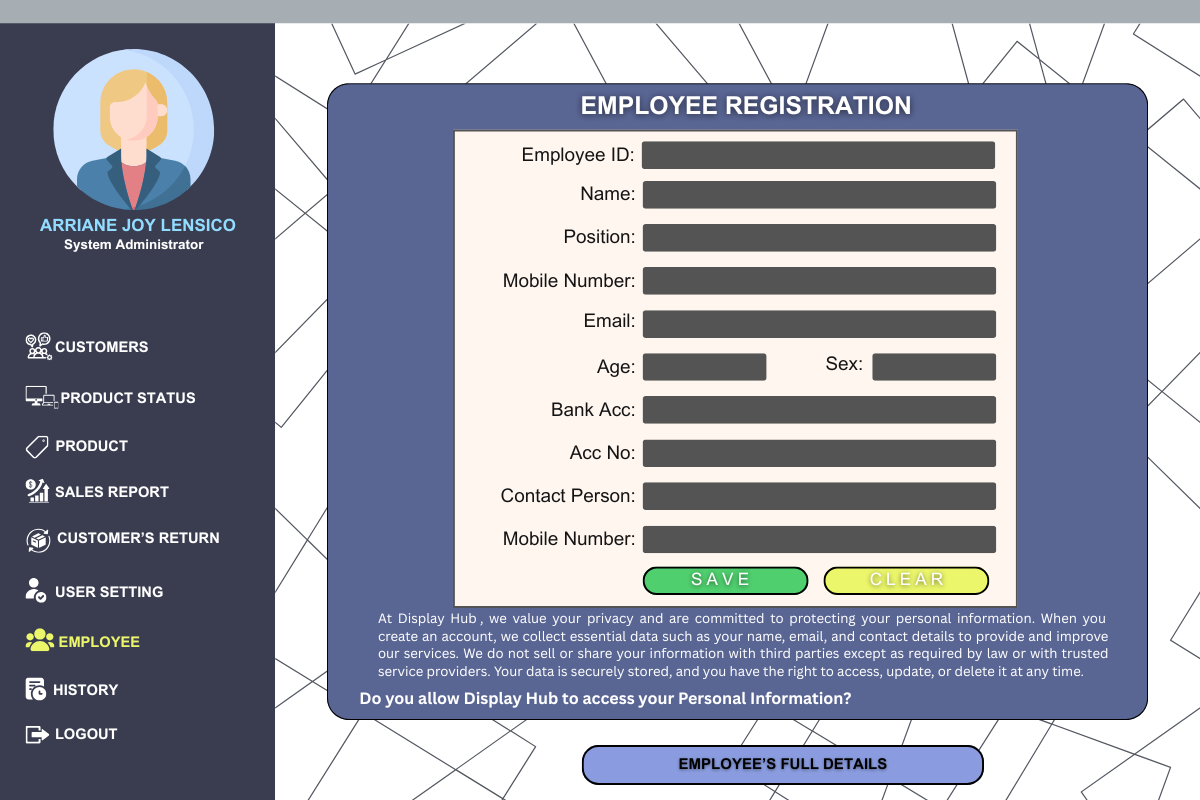 ARRIANE JOY LENSICO
System Administrator
CUSTOMERS
PRODUCT STATUS
PRODUCT
SALES REPORT
CUSTOMER'S RETURN
USER SETTING
EMPLOYEE
HISTORY
LOGOUT
EMPLOYEE REGISTRATION
Employee ID:
Name:
Position:
Mobile Number:
Email:
Age: Sex:
Bank Acc:
Acc No:
Contact Person:
Mobile Number:
SAVE CLEAR
At Display Hub , we value your privacy and are committed to protecting your personal information. When you
create an account, we collect essential data such as your name, email, and contact details to provide and improve
our services. We do not sell or share your information with third parties except as required by law or with trusted
service providers. Your data is securely stored, and you have the right to access, update, or delete it at any time.
Do you allow Display Hub to access your Personal Information?
EMPLOYEE'S FULL DETAILS